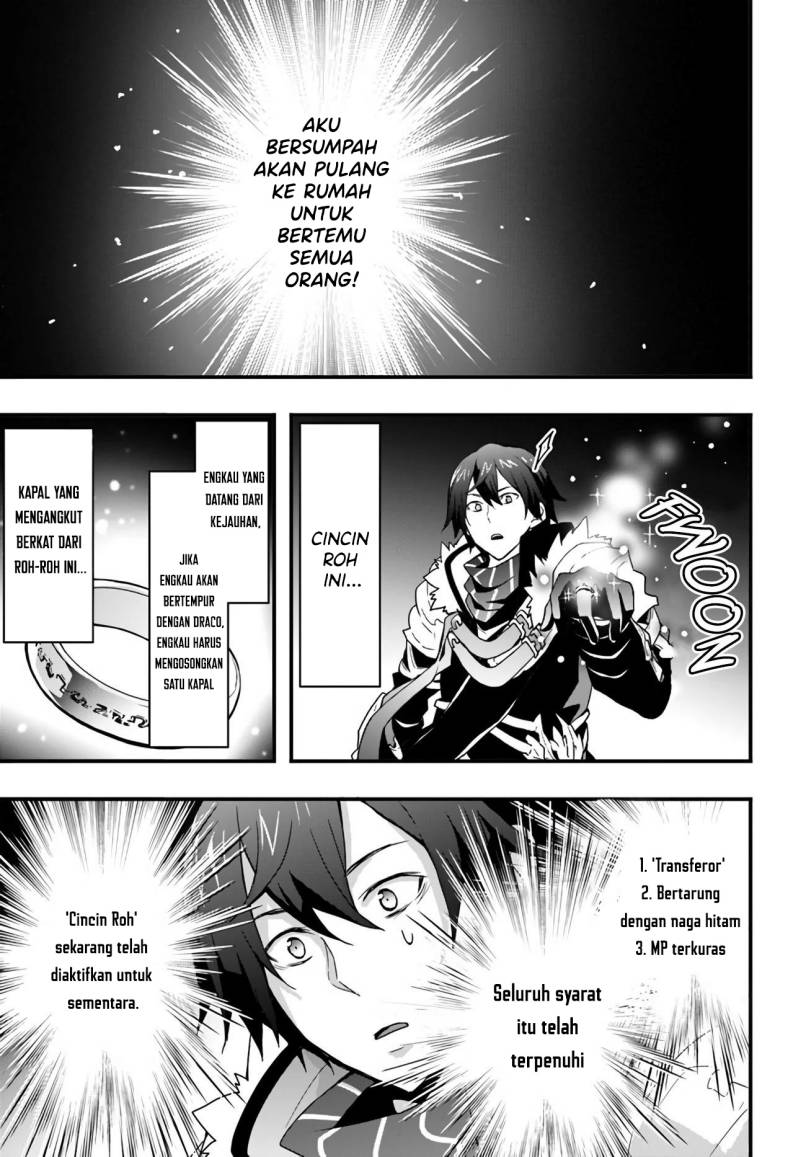 AKU
BERSUMPAH
AKAN PULANG
KE RUMAH
UNTUK
BERTEMU
SEMUA
ORANG!
FWOON
CINCIN
ROH
INI...
ENGKAU YANG
DATANG DARI
KEJAUHAN,
JIKA
ENGKAU AKAN
BERTEMPUR
DENGAN DRACO,
ENGKAU HARUS
MENGOSONGKAN
SATU KAPAL
KAPAL YANG
MENGANGKUT
BERKAT DARI
ROH-ROH INI...
1. 'Transferor'
2. Bertarung
dengan naga hitam
3. MP terkuras
Seluruh syarat
itu telah
terpenuhi
'Cincin Roh'
sekarang telah
diaktifkan untuk
sementara.